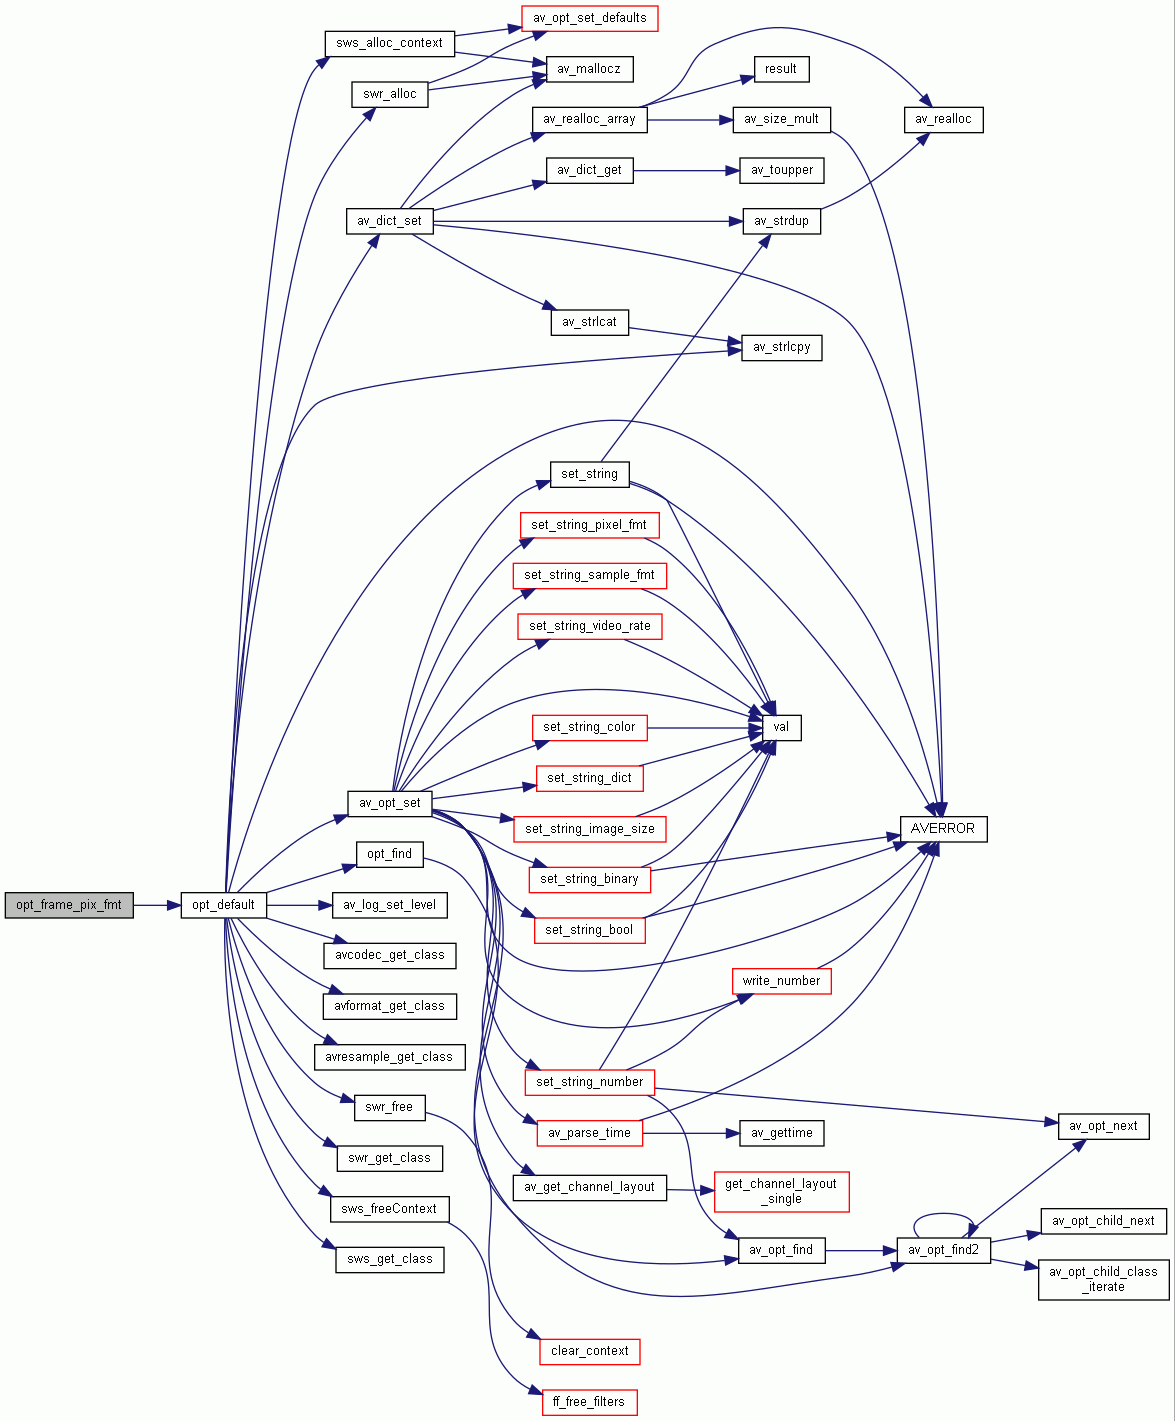 av_opt_set_defaults
sws_alloc_context
av_mallocz
result
swr_alloc
av_realloc_array
av_size_mult
av_realloc
av_dict_get
av_toupper
av_dict_set
av_strdup
av_strlcat
av_strlcpy
set_string
set_string_pixel_fmt
set_string_sample_fmt
set_string_video_rate
set_string_color
val
set_string_dict
av_opt_set
set_string_image_size
AVERROR
opt_find
set_string_binary
opt_frame_pix_fmt
opt_default
av_log_set_level
set_string_bool
avcodec_get_class
write_number
avformat_get_class
avresample_get_class
set_string_number
swr_free
av_opt_next
av_parse_time
av_gettime
swr_get_class
av_get_channel_layout
get_channel_layout
_single
sws_freeContext
av_opt_child_next
av_opt_find
av_opt_find2
sws_get_class
av_opt_child_class
_iterate
clear_context
ff_free_filters